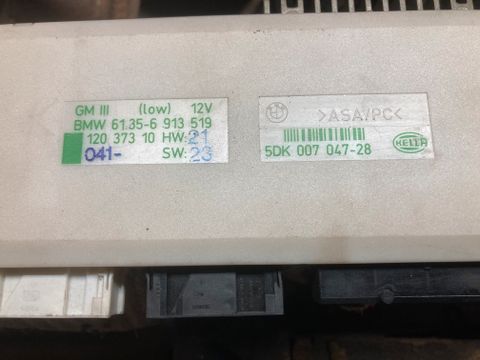 GM III (low) 12V
BMW 61.35-6 913 519
120 373 10 HW: 21
041- SW: 23
>ASA/PC<
5DK 007 047-28
HELLA